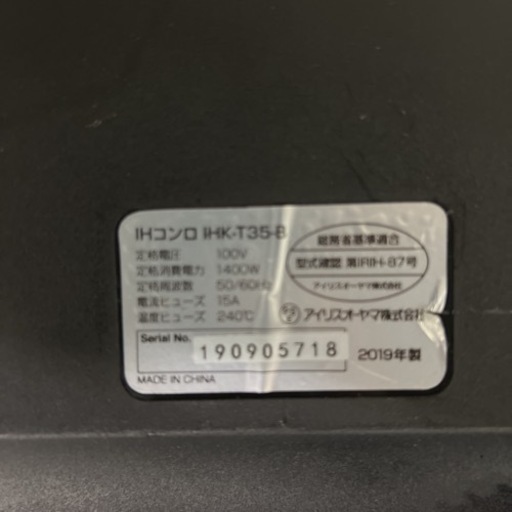 IHコンロ IHK-T35-B
定格電圧 100V
定格消費電力 1400W
定格周波数 50/60Hz
電流ヒューズ 15A
温度ヒューズ 240℃
総務省基準適合
型式確認 第IRIH-87号
アイリスオーヤマ株式会社
アイリスオーヤマ株式会社
Serial No. 190905718
2019年製
MADE IN CHINA